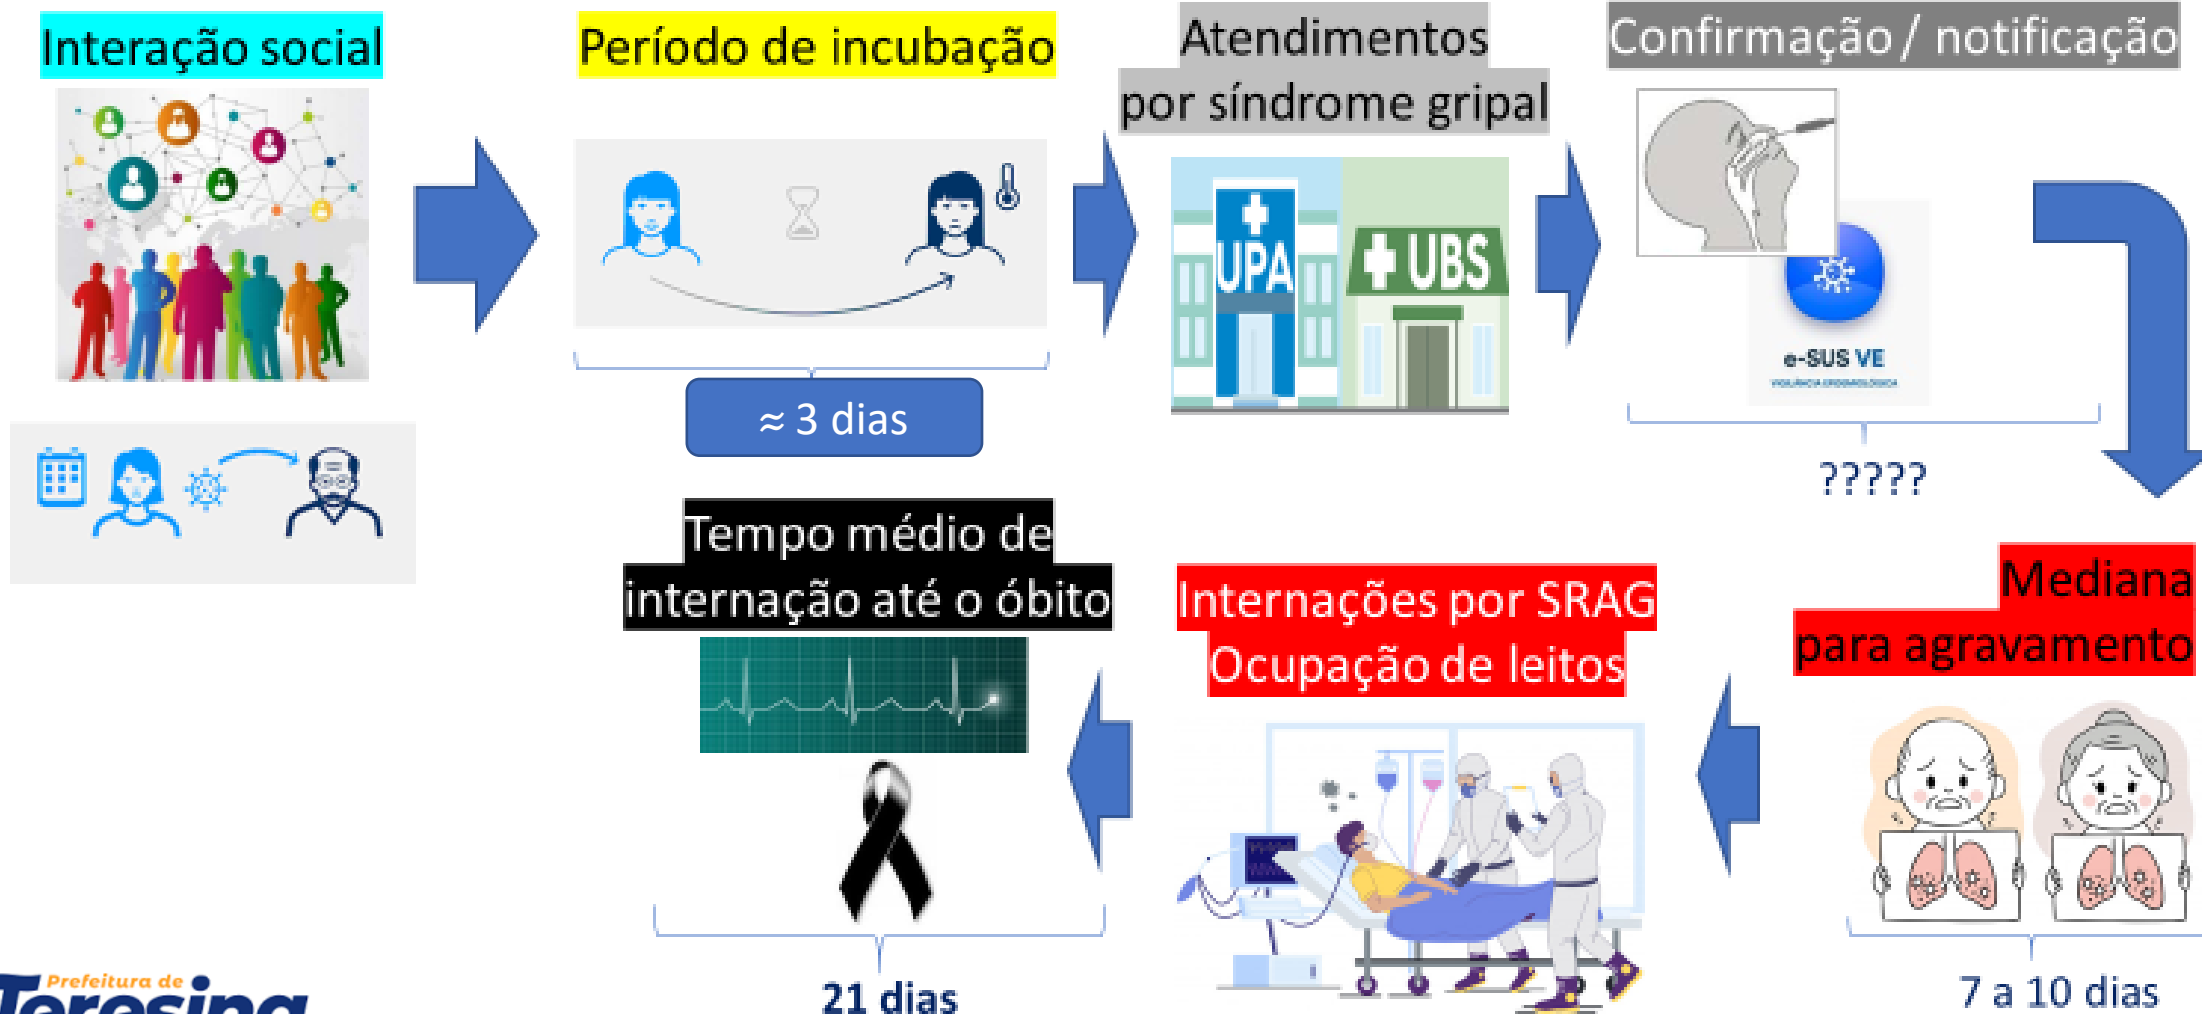 Interação social
Período de incubação
≈ 3 dias
Atendimentos
por síndrome gripal
UPA
UBS
Confirmação / notificação
e-SUS VE
VIGILÂNCIA EPIDEMIOLÓGICA
?????
Mediana
para agravamento
7 a 10 dias
Internações por SRAG
Ocupação de leitos
Tempo médio de
internação até o óbito
21 dias
Prefeitura de
Teresina